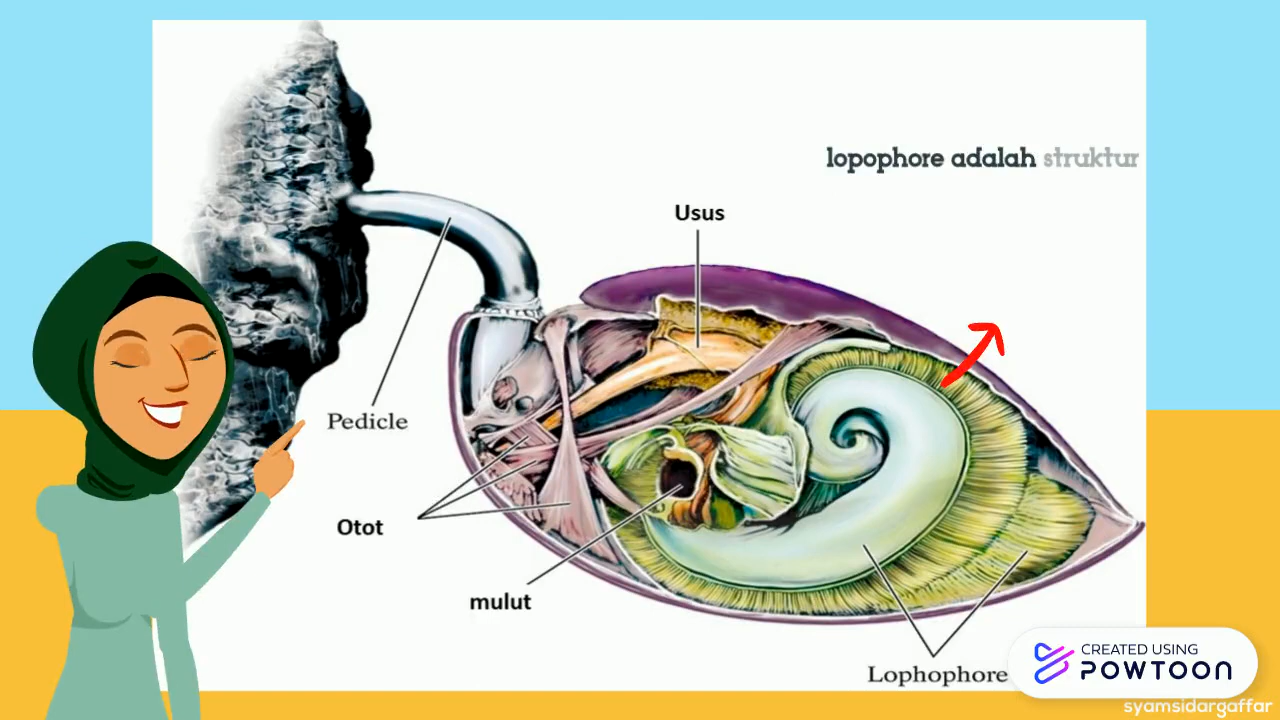 lopophore adalah struktur
Usus
Pedicle
Otot
mulut
Lophophore
CREATED USING
POWTOON
syamsidargaffar